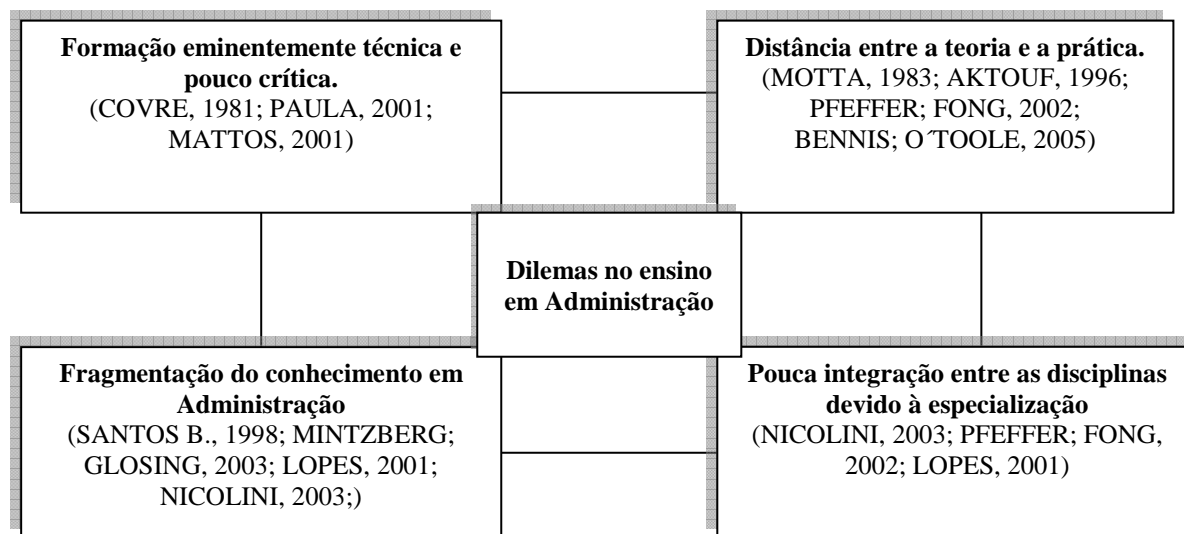 Formação eminentemente técnica e
pouco crítica.
(COVRE, 1981; PAULA, 2001;
MATTOS, 2001)
Distância entre a teoria e a prática.
(MOTTA, 1983; AKTOUF, 1996;
PFEFFER; FONG, 2002;
BENNIS; O´TOOLE, 2005)
Dilemas no ensino
em Administração
Fragmentação do conhecimento em
Administração
(SANTOS B., 1998; MINTZBERG;
GLOSING, 2003; LOPES, 2001;
NICOLINI, 2003;)
Pouca integração entre as disciplinas
devido à especialização
(NICOLINI, 2003; PFEFFER; FONG,
2002; LOPES, 2001)